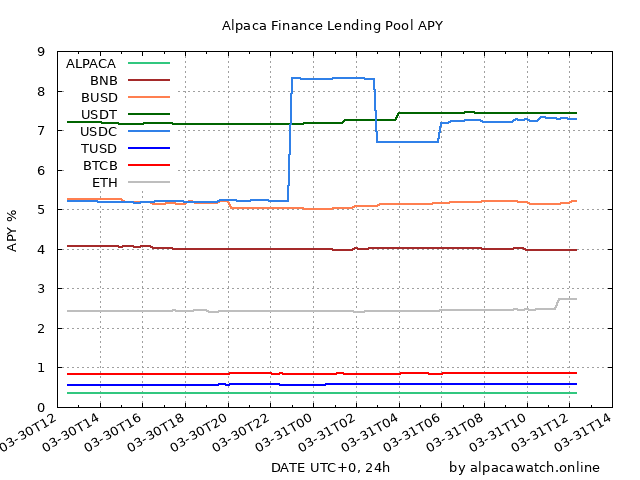 Alpaca Finance Lending Pool APY
APY %
9
8
7
6
5
4
3
2
1
0
ALPACA
BNB
BUSD
USDT
USDC
TUSD
BTCB
ETH
03-30T12
03-30T14
03-30T16
03-30T18
03-30T20
03-30T22
03-31T00
03-31T02
03-31T04
03-31T06
03-31T08
03-31T10
03-31T12
03-31T14
DATE UTC+0, 24h
by alpacawatch.online